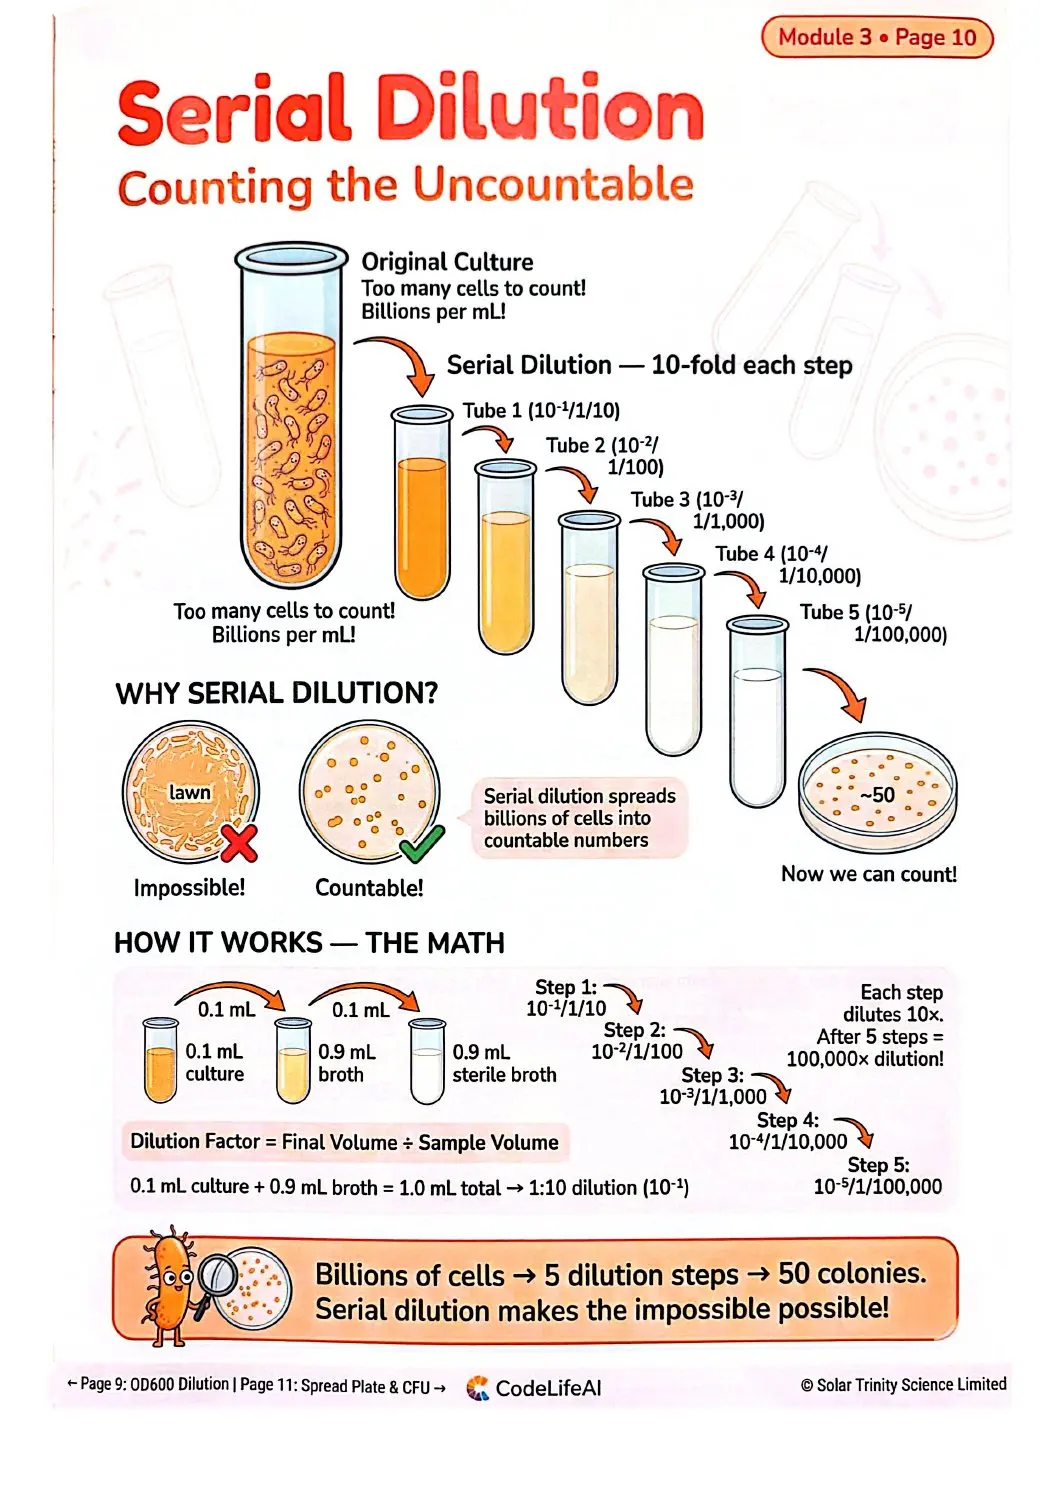 Module 3 • Page 10
Serial Dilution
Counting the Uncountable
Original Culture
Too many cells to count!
Billions per mL!
Serial Dilution — 10-fold each step
Tube 1 (10⁻¹/1/10)
Tube 2 (10⁻²/
1/100)
Tube 3 (10⁻³/
1/1,000)
Tube 4 (10⁻⁴/
1/10,000)
Tube 5 (10⁻⁵/
1/100,000)
Too many cells to count!
Billions per mL!
WHY SERIAL DILUTION?
lawn
Impossible!
Countable!
Serial dilution spreads
billions of cells into
countable numbers
~50
Now we can count!
HOW IT WORKS — THE MATH
0.1 mL
0.1 mL
0.1 mL
culture
0.9 mL
broth
0.9 mL
sterile broth
Step 1:
10⁻¹/1/10
Step 2:
10⁻²/1/100
Step 3:
10⁻³/1/1,000
Step 4:
10⁻⁴/1/10,000
Step 5:
10⁻⁵/1/100,000
Each step
dilutes 10×.
After 5 steps =
100,000× dilution!
Dilution Factor = Final Volume ÷ Sample Volume
0.1 mL culture + 0.9 mL broth = 1.0 mL total → 1:10 dilution (10⁻¹)
Billions of cells → 5 dilution steps → 50 colonies.
Serial dilution makes the impossible possible!
← Page 9: OD600 Dilution | Page 11: Spread Plate & CFU →
CodeLifeAI
© Solar Trinity Science Limited